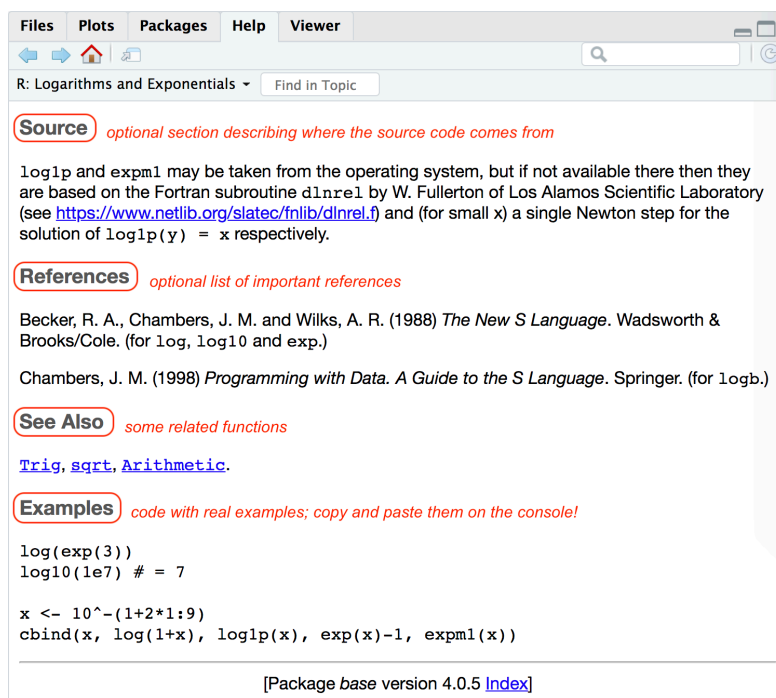 Files Plots Packages Help Viewer
R: Logarithms and Exponentials Find in Topic
Source optional section describing where the source code comes from
log1p and expm1 may be taken from the operating system, but if not available there then they
are based on the Fortran subroutine dlnrel by W. Fullerton of Los Alamos Scientific Laboratory
(see https://www.netlib.org/slatec/fnlib/dlnrel.f) and (for small x) a single Newton step for the
solution of log1p(y) = x respectively.
References optional list of important references
Becker, R. A., Chambers, J. M. and Wilks, A. R. (1988) The New S Language. Wadsworth &
Brooks/Cole. (for log, log10 and exp.)
Chambers, J. M. (1998) Programming with Data. A Guide to the S Language. Springer. (for logb.)
See Also some related functions
Trig, sqrt, Arithmetic.
Examples code with real examples; copy and paste them on the console!
log(exp(3))
log10(1e7) # = 7
x <- 10^-(1+2*1:9)
cbind(x, log(1+x), log1p(x), exp(x)-1, expm1(x))
[Package base version 4.0.5 Index]